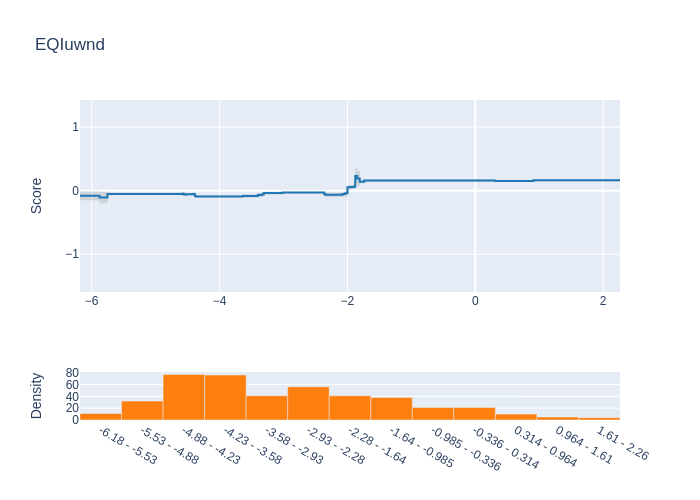 EQIuwnd
1
0
−1
Score
−6
−4
−2
0
2
80
60
40
20
0
Density
-6.18 - -5.53
-5.53 - -4.88
-4.88 - -4.23
-4.23 - -3.58
-3.58 - -2.93
-2.93 - -2.28
-2.28 - -1.64
-1.64 - -0.985
-0.985 - -0.336
-0.336 - 0.314
0.314 - 0.964
0.964 - 1.61
1.61 - 2.26